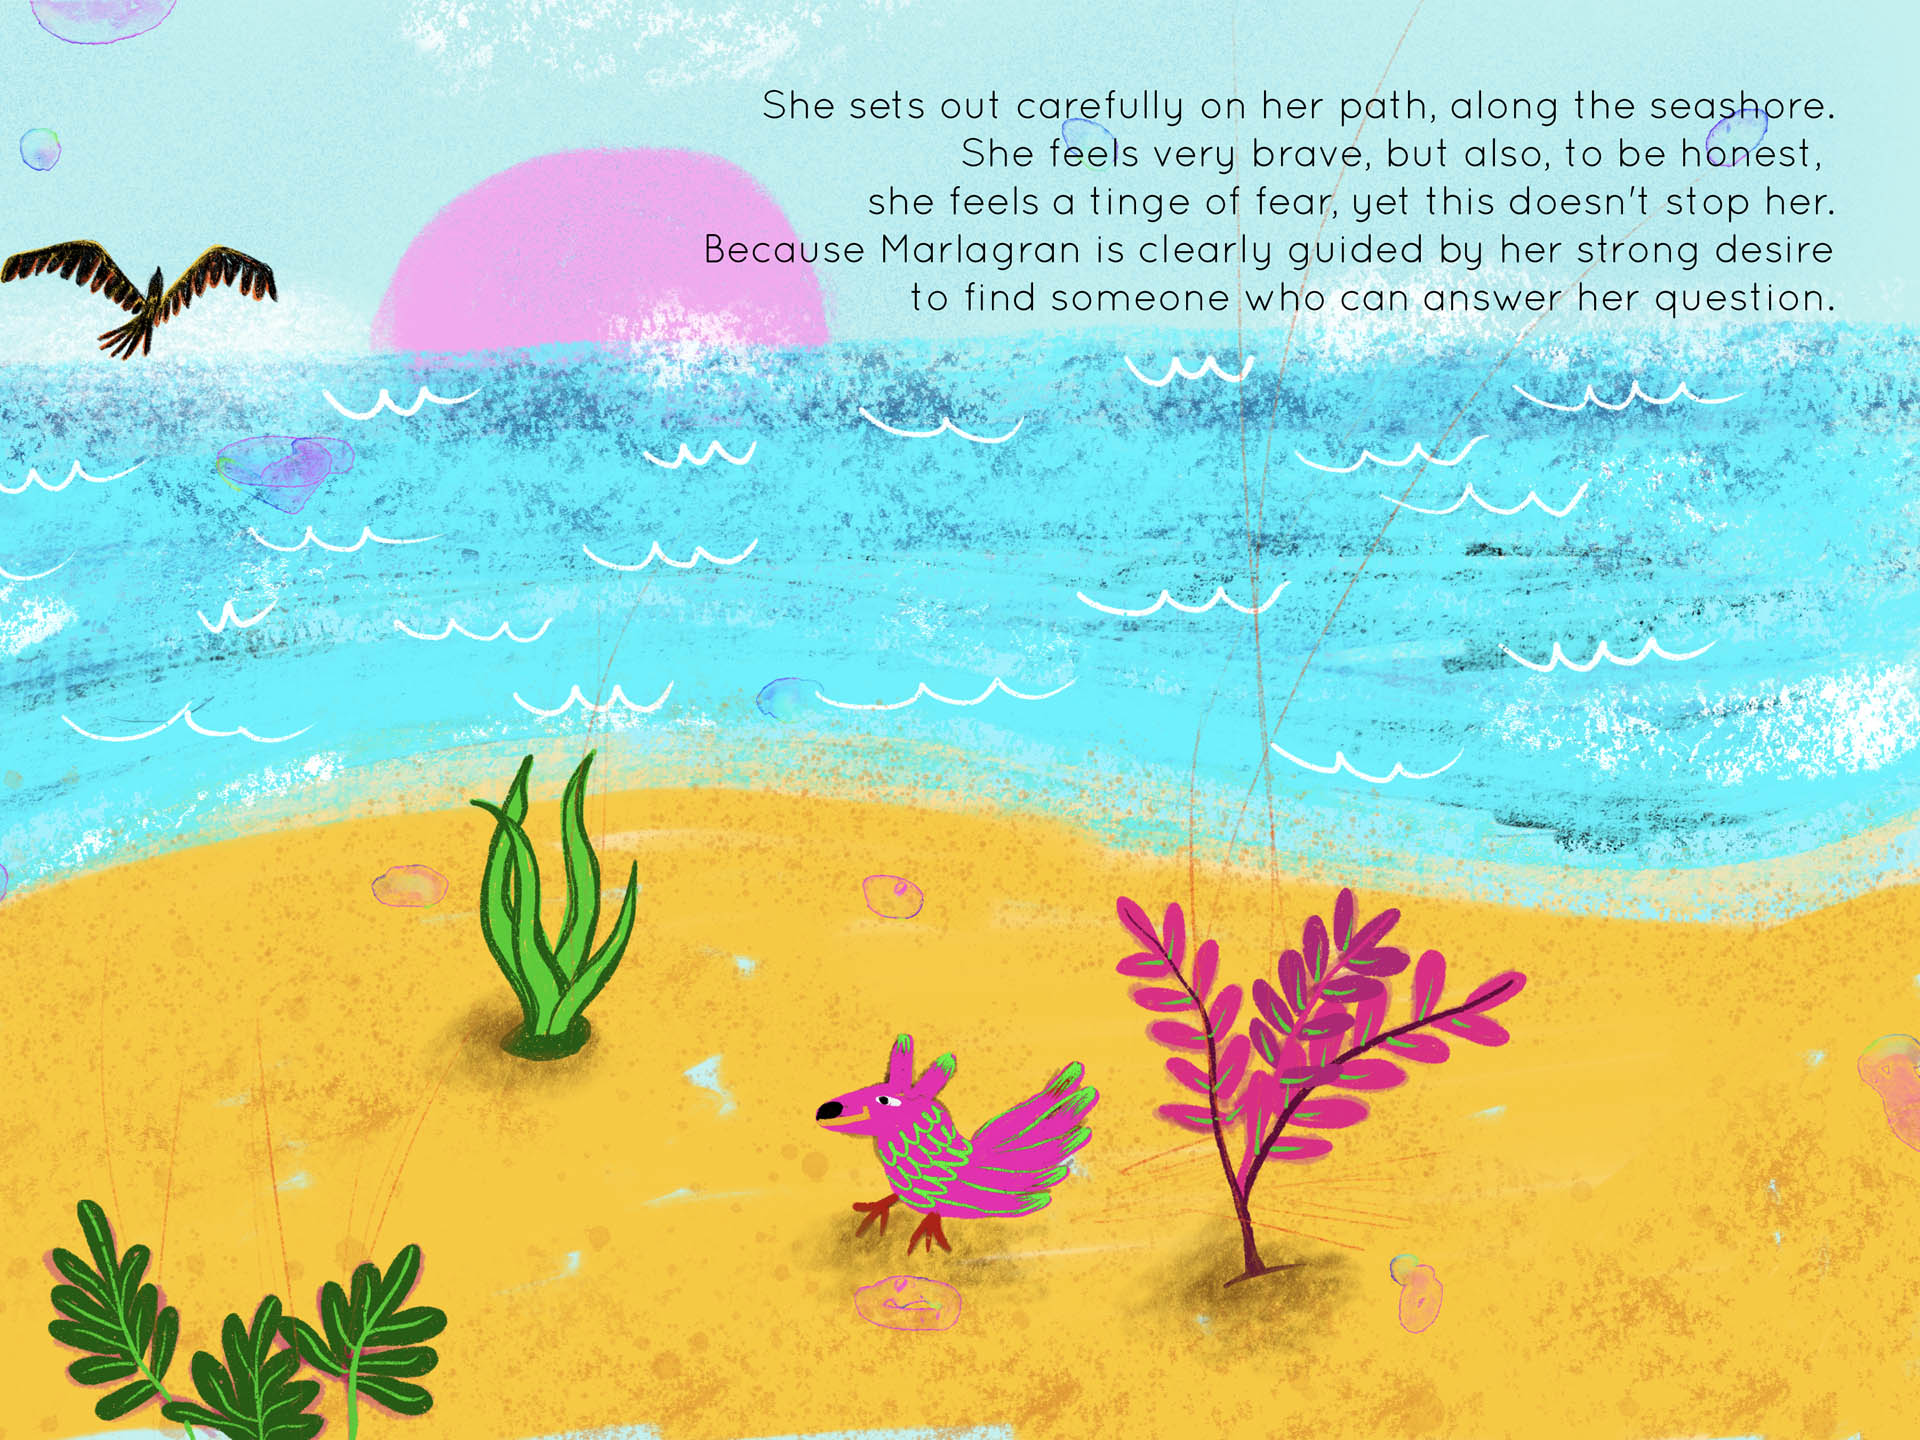 She sets out carefully on her path, along the seashore.
She feels very brave, but also, to be honest,
she feels a tinge of fear, yet this doesn't stop her.
Because Marlagran is clearly guided by her strong desire
to find someone who can answer her question.